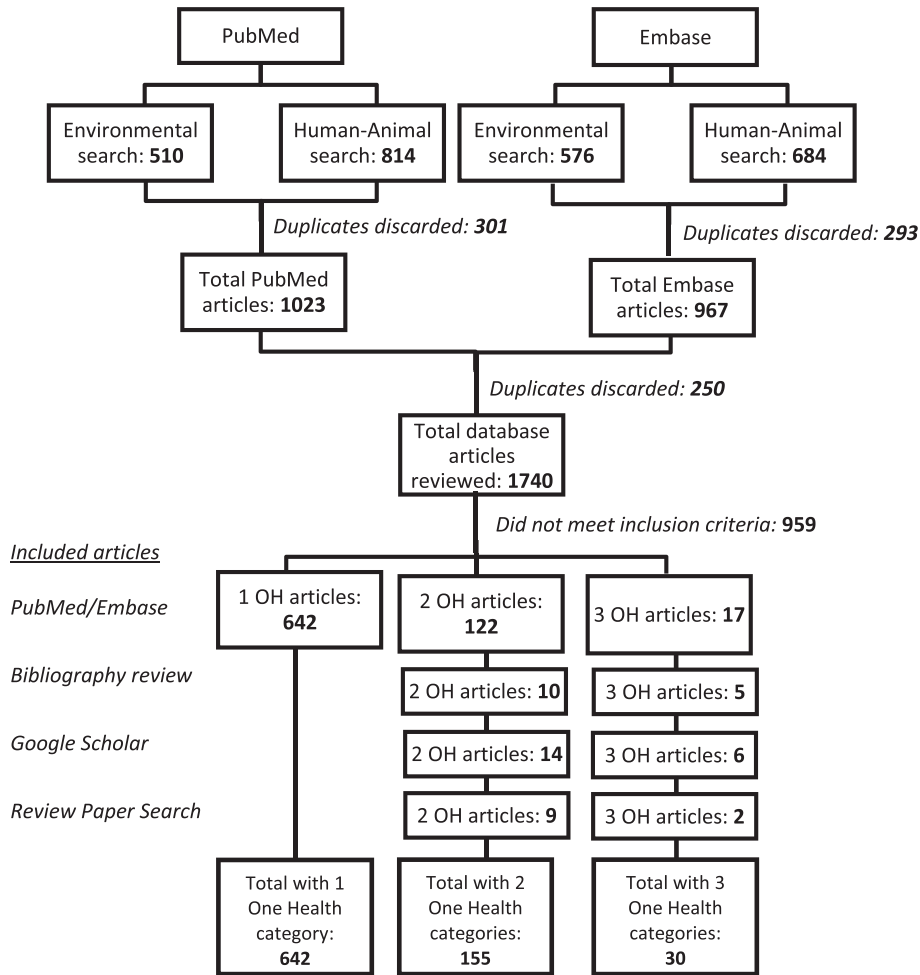 PubMed
Embase
Environmental
search: 510
Human-Animal
search: 814
Environmental
search: 576
Human-Animal
search: 684
Duplicates discarded: 301
Duplicates discarded: 293
Total PubMed
articles: 1023
Total Embase
articles: 967
Duplicates discarded: 250
Total database
articles
reviewed: 1740
Did not meet inclusion criteria: 959
Included articles
PubMed/Embase
1 OH articles:
642
2 OH articles:
122
3 OH articles: 17
Bibliography review
2 OH articles: 10
3 OH articles: 5
Google Scholar
2 OH articles: 14
3 OH articles: 6
Review Paper Search
2 OH articles: 9
3 OH articles: 2
Total with 1
One Health
category:
642
Total with 2
One Health
categories:
155
Total with 3
One Health
categories:
30